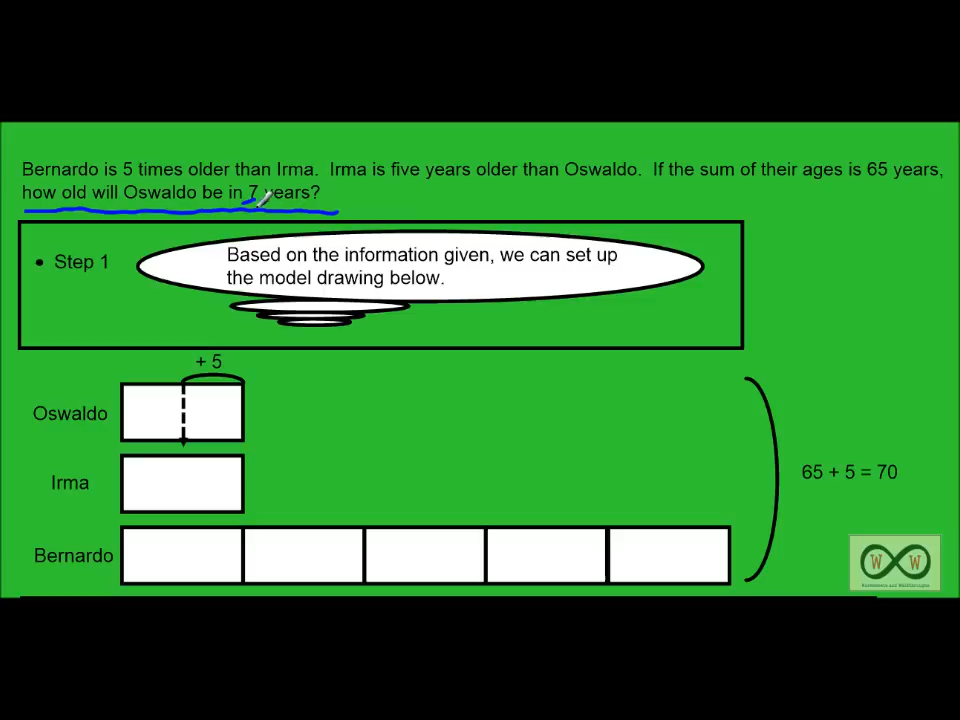 Bernardo is 5 times older than Irma. Irma is five years older than Oswaldo. If the sum of their ages is 65 years,
how old will Oswaldo be in 7 years?
• Step 1
Based on the information given, we can set up
the model drawing below.
+ 5
Oswaldo
Irma
65 + 5 = 70
Bernardo
W W